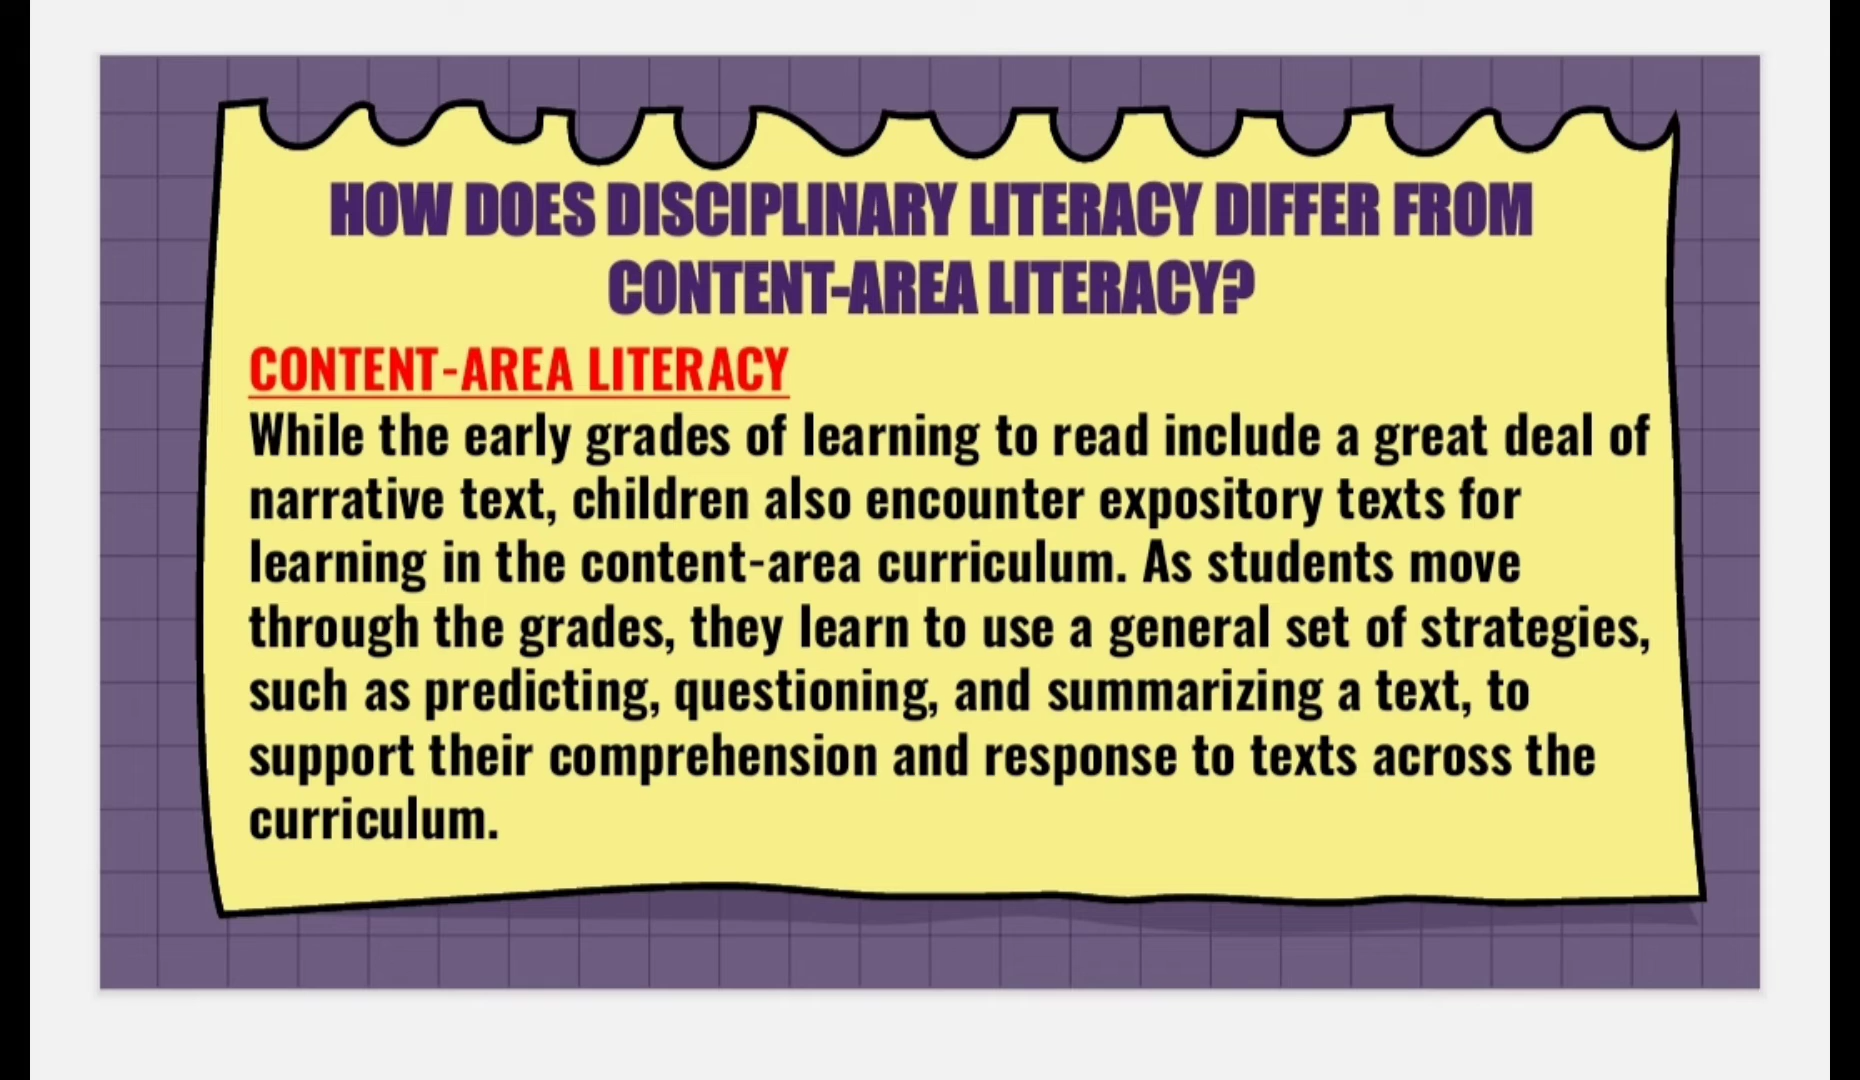 HOW DOES DISCIPLINARY LITERACY DIFFER FROM
CONTENT-AREA LITERACY?
CONTENT-AREA LITERACY
While the early grades of learning to read include a great deal of
narrative text, children also encounter expository texts for
learning in the content-area curriculum. As students move
through the grades, they learn to use a general set of strategies,
such as predicting, questioning, and summarizing a text, to
support their comprehension and response to texts across the
curriculum.